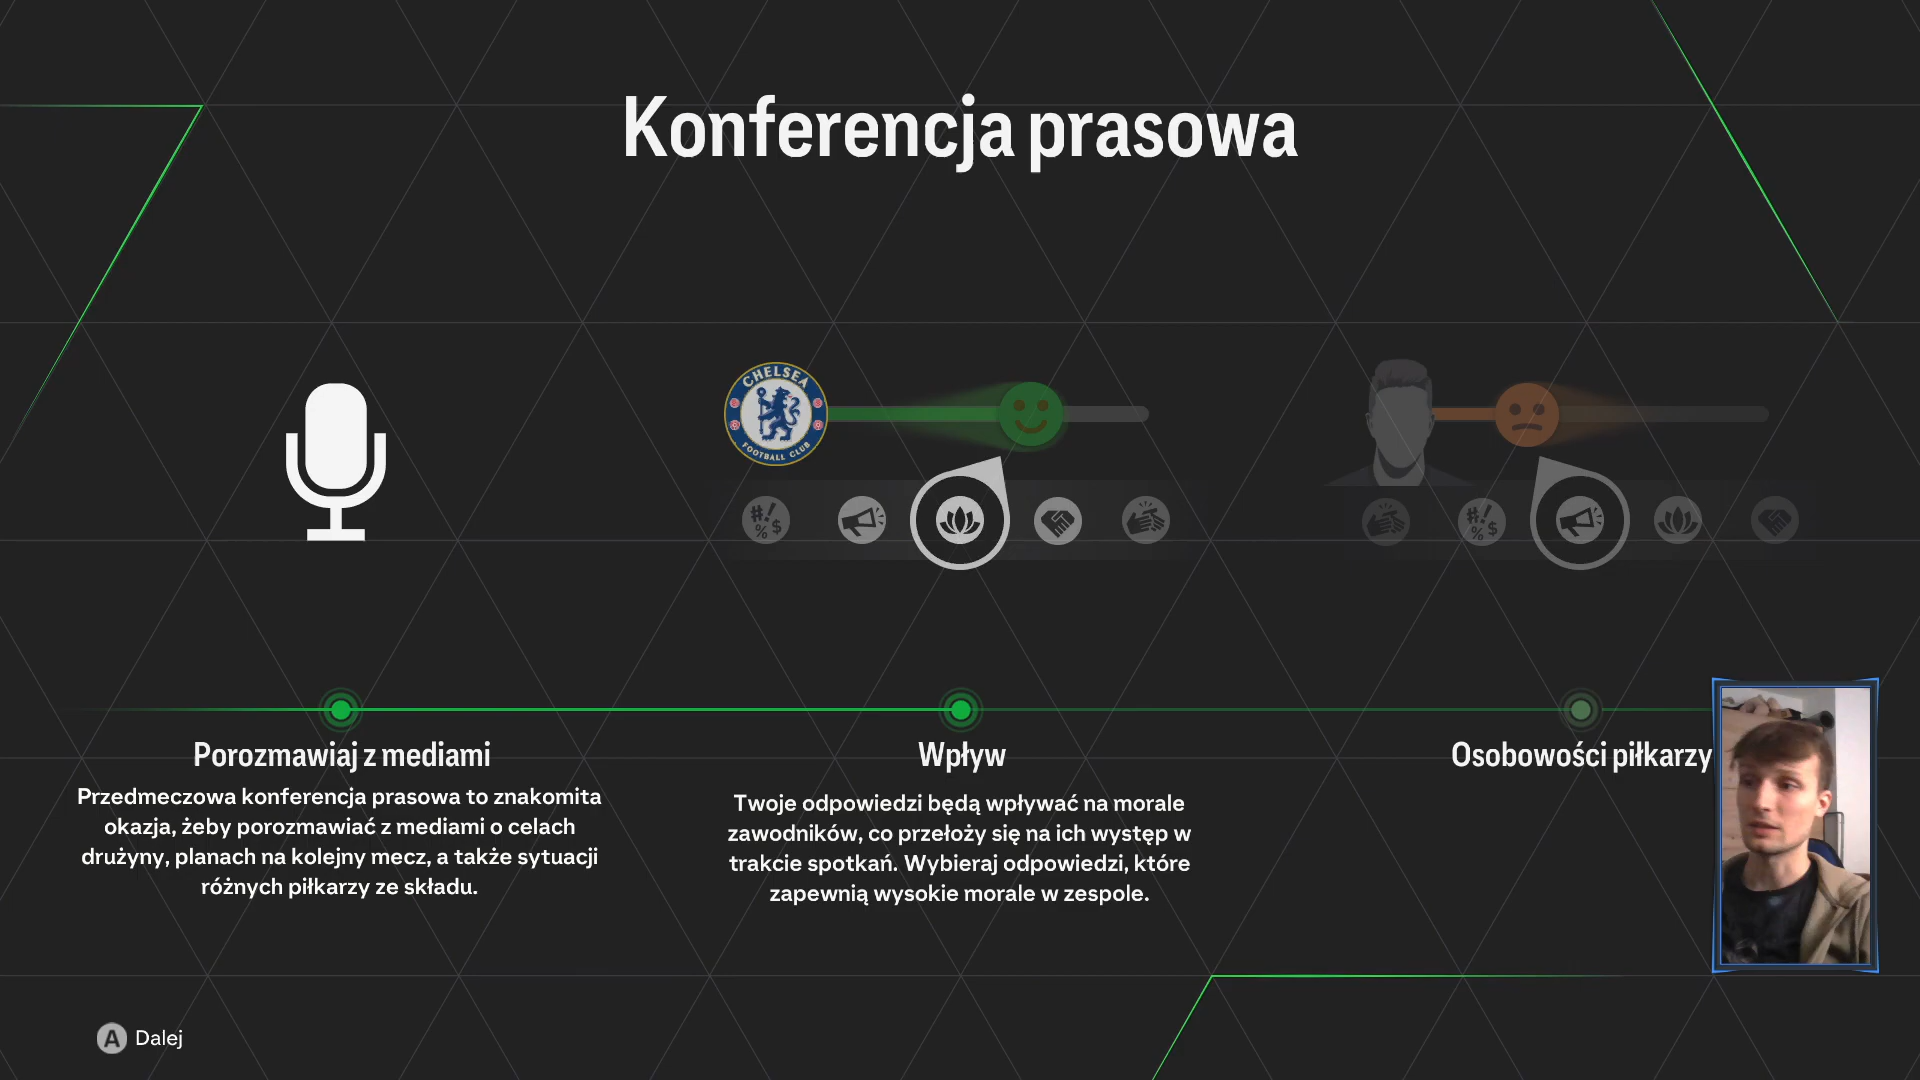 Konferencja prasowa
CHELSEA
FOOTBALL CLUB
#!
%$
#!
%$
Porozmawiaj z mediami
Przedmeczowa konferencja prasowa to znakomita
okazja, żeby porozmawiać z mediami o celach
drużyny, planach na kolejny mecz, a także sytuacji
różnych piłkarzy ze składu.
Wpływ
Twoje odpowiedzi będą wpływać na morale
zawodników, co przełoży się na ich występ w
trakcie spotkań. Wybieraj odpowiedzi, które
zapewnią wysokie morale w zespole.
Osobowości piłkarzy
A Dalej